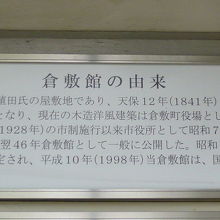 倉敷館の由来
植田氏の屋敷地であり、天保12年(1841年)
となり、現在の木造洋風建築は倉敷町役場とし
1928年)の市制施行以来市役所として昭和7
翌46年倉敷館として一般に公開した。昭和5
定され、平成10年(1998年)当倉敷館は、国